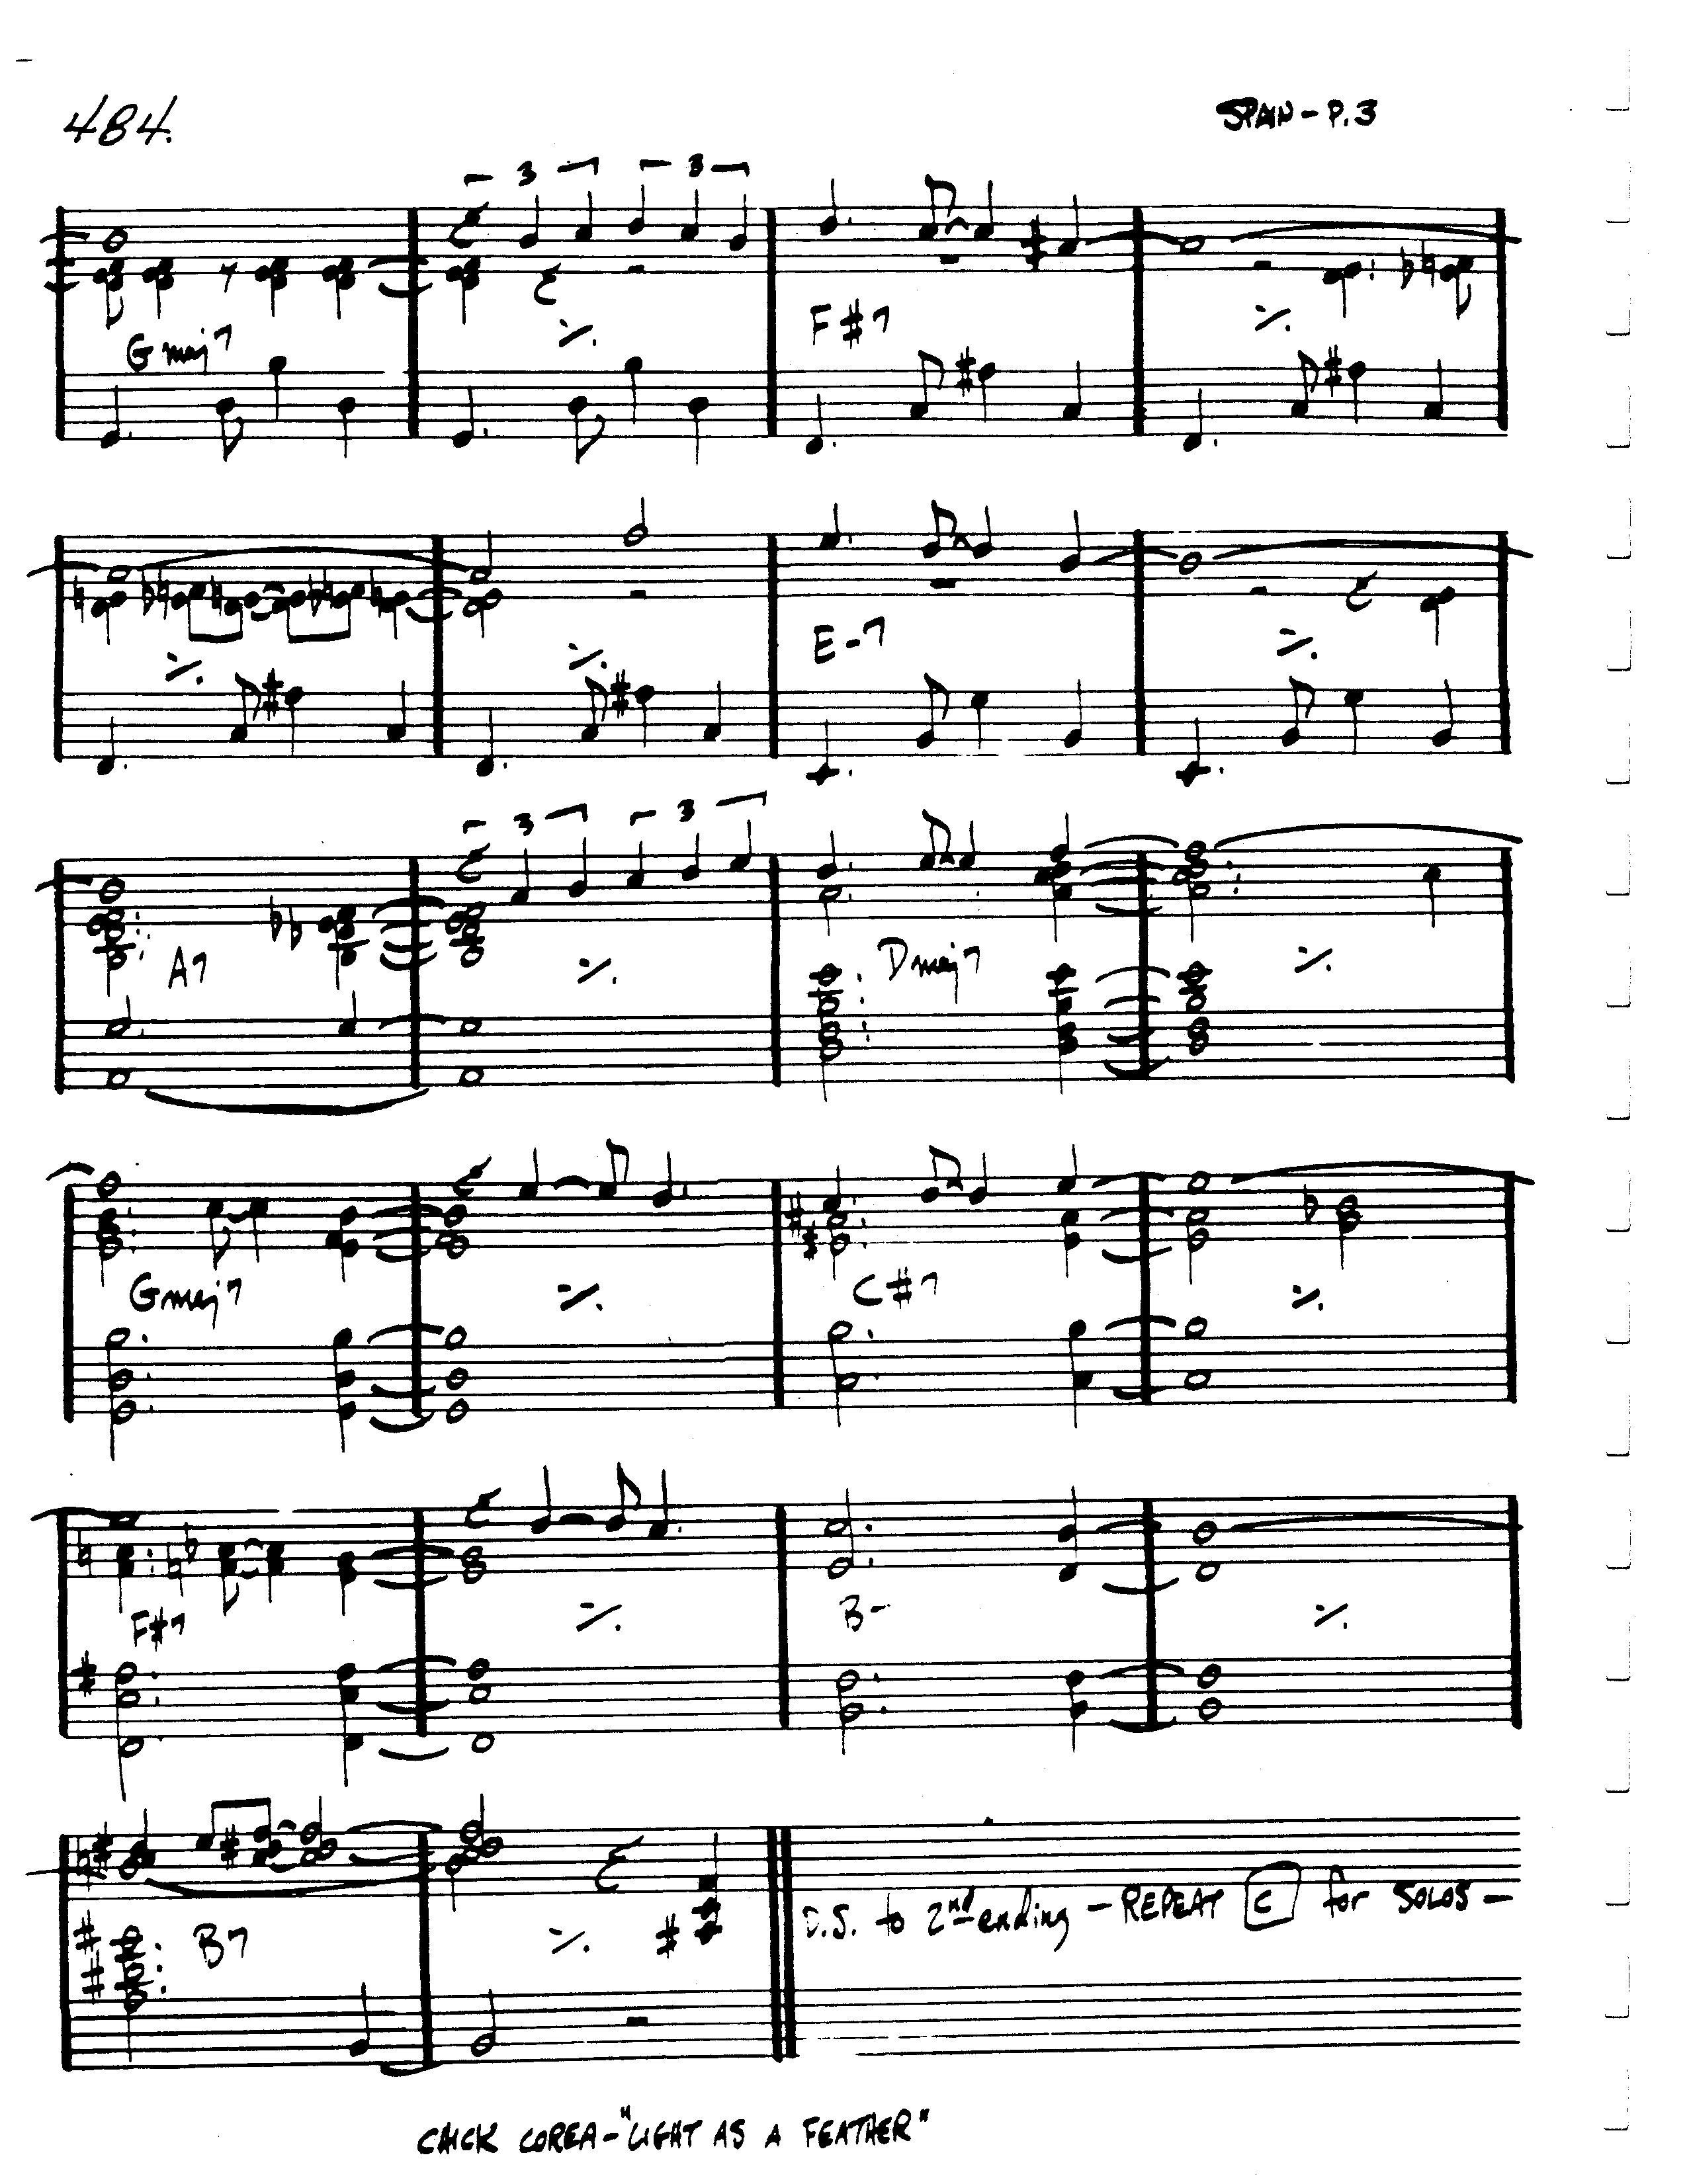 484.
SPAIN - P.3
3 3
Gmaj7 F#7
E-7
3 3
A7 Dmaj7
Gmaj7 C#7
F#7 B-
B7 D.S. to 2nd ending - REPEAT C for SOLOS -
CHICK COREA - "LIGHT AS A FEATHER"